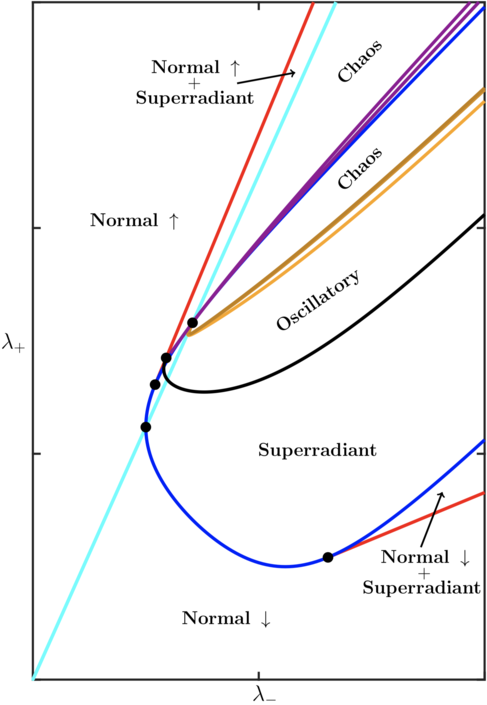 Normal ↑
+
Superradiant
Chaos
Chaos
Normal ↑
Oscillatory
λ₊
Superradiant
Normal ↓
+
Superradiant
Normal ↓
λ₋